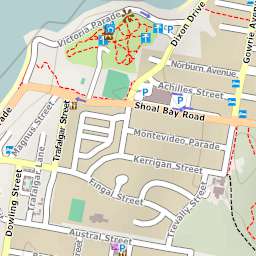 Victoria Parade
Dixon Drive
Gowrie Avenue
Norburn Avenue
Achilles Street
Shoal Bay Road
Magnus Street
Trafalgar Street
Montevideo Parade
Kerrigan Street
Trafalgar Lane
Dowling Street
Fingal Street
Terialty Street
Austral Street